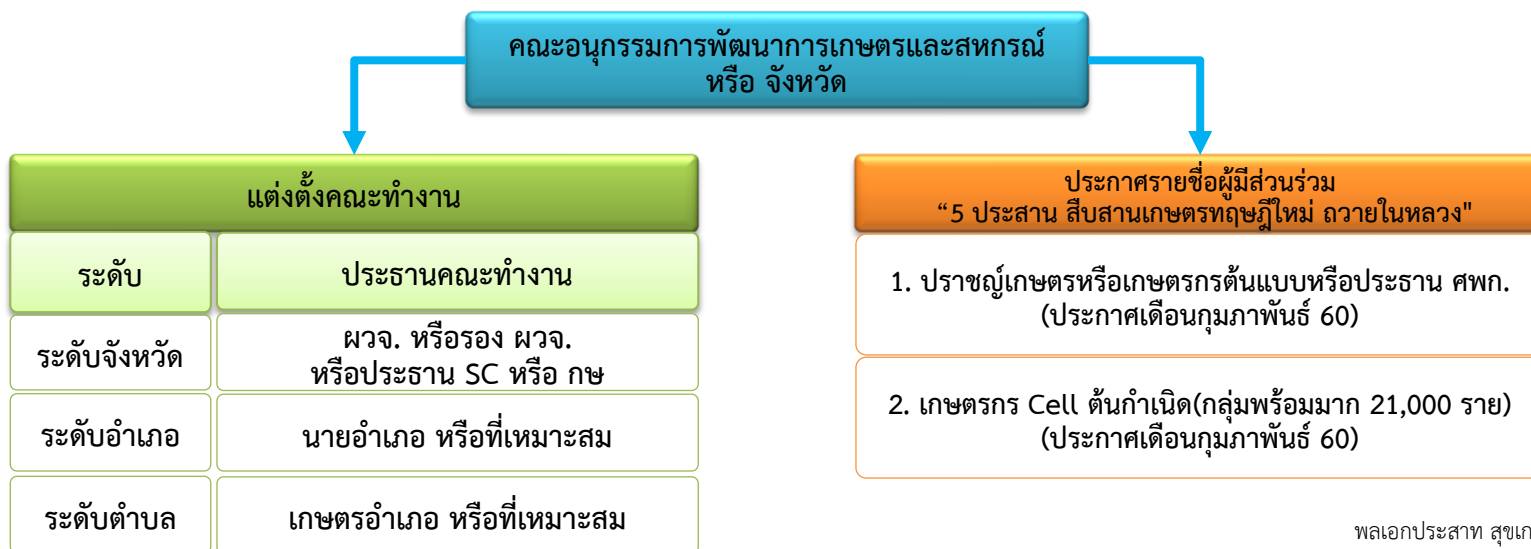 คณะอนุกรรมการพัฒนาการเกษตรและสหกรณ์
หรือ จังหวัด
แต่งตั้งคณะทำงาน
ระดับ
ประธานคณะทำงาน
ระดับจังหวัด
ผวจ. หรือรอง ผวจ.
หรือประธาน SC หรือ กษ
ระดับอำเภอ
นายอำเภอ หรือที่เหมาะสม
ระดับตำบล
เกษตรอำเภอ หรือที่เหมาะสม
ประกาศรายชื่อผู้มีส่วนร่วม
“5 ประสาน สืบสานเกษตรทฤษฎีใหม่ ถวายในหลวง"
1. ปราชญ์เกษตรหรือเกษตรกรต้นแบบหรือประธาน ศพก.
(ประกาศเดือนกุมภาพันธ์ 60)
2. เกษตรกร Cell ต้นกำเนิด(กลุ่มพร้อมมาก 21,000 ราย)
(ประกาศเดือนกุมภาพันธ์ 60)
พลเอกประสาท